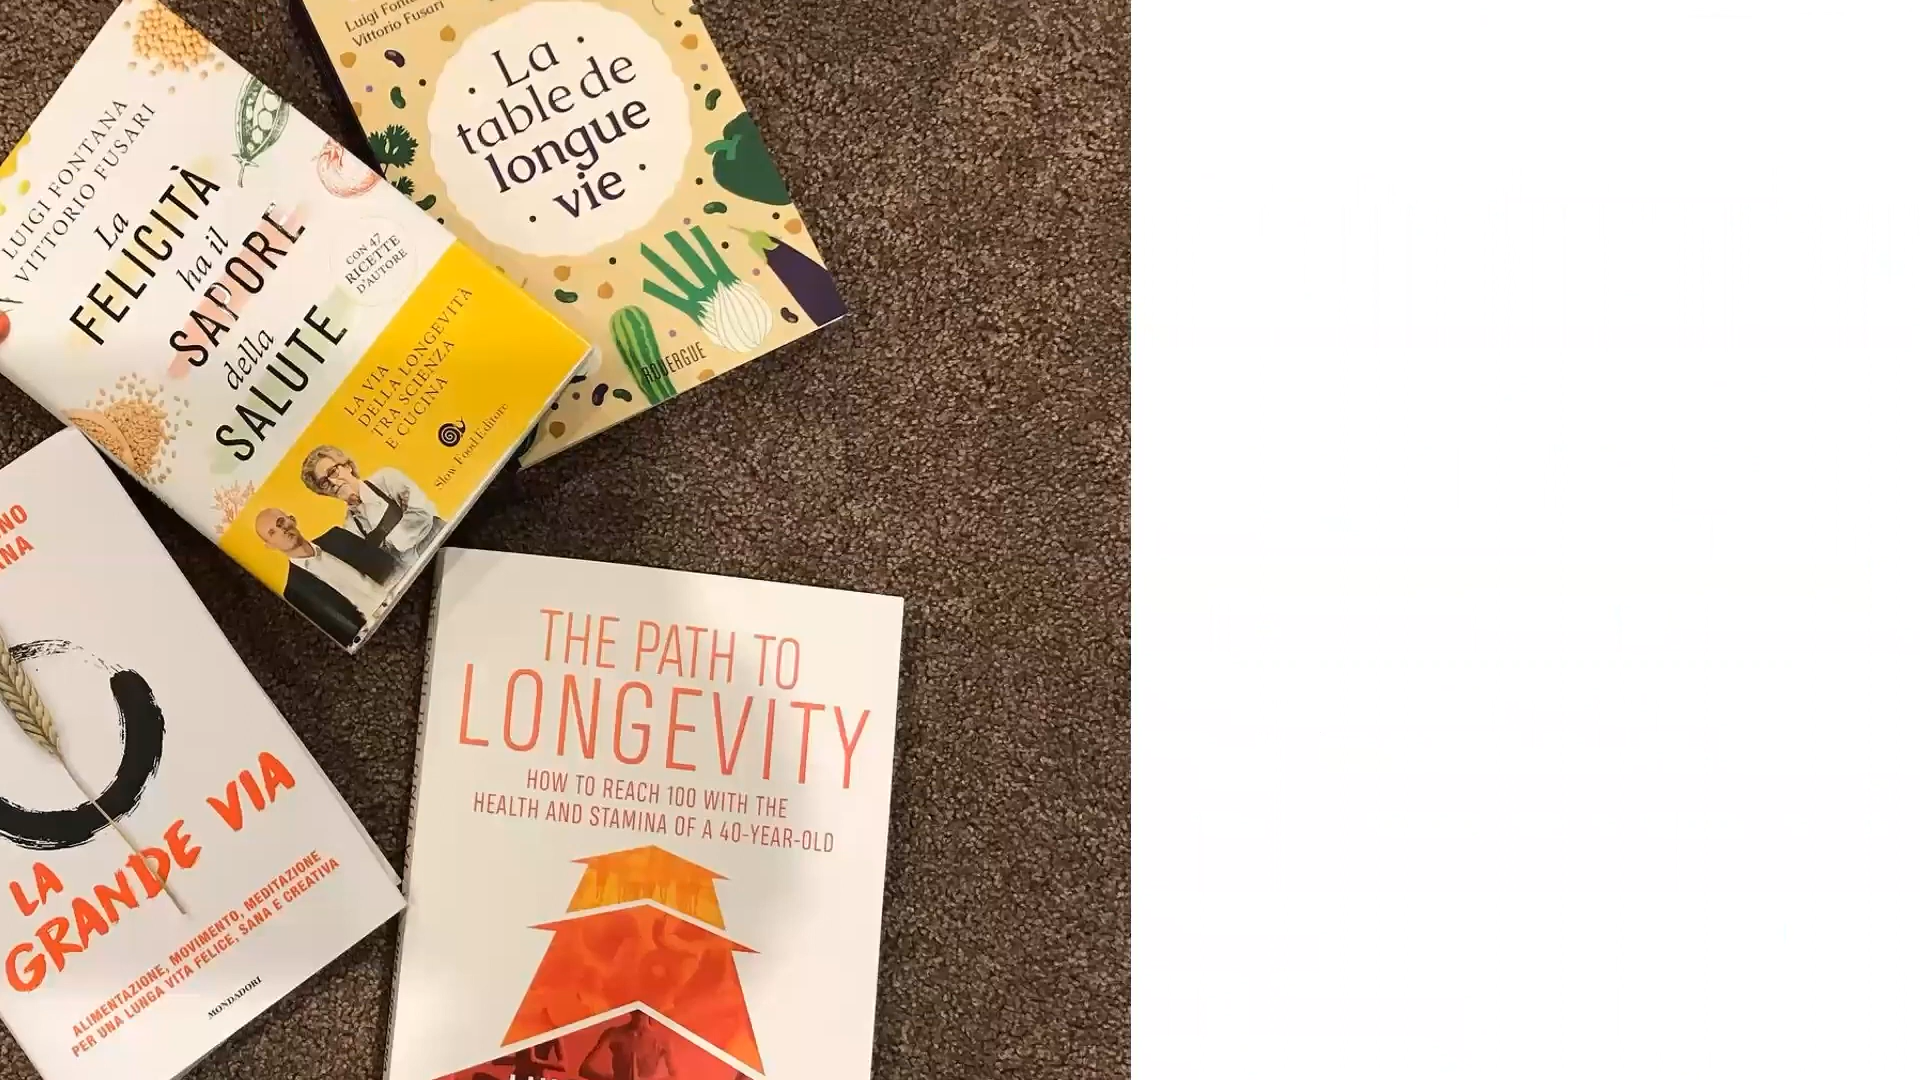 LUIGI FONTANA
VITTORIO FUSARI
La
FELICITÀ
ha il
SAPORE
della
SALUTE
CON 47
RICETTE
D'AUTORE
LA VIA
DELLA LONGEVITÀ
TRA SCIENZA
E CUCINA
Slow Food Editore
Luigi
Vittorio Fusari
La
table de
longue
vie
ROUERGUE
LA
GRANDE VIA
ALIMENTAZIONE, MOVIMENTO, MEDITAZIONE
PER UNA LUNGA VITA FELICE, SANA E CREATIVA
MONDADORI
THE PATH TO
LONGEVITY
HOW TO REACH 100 WITH THE
HEALTH AND STAMINA OF A 40-YEAR-OLD